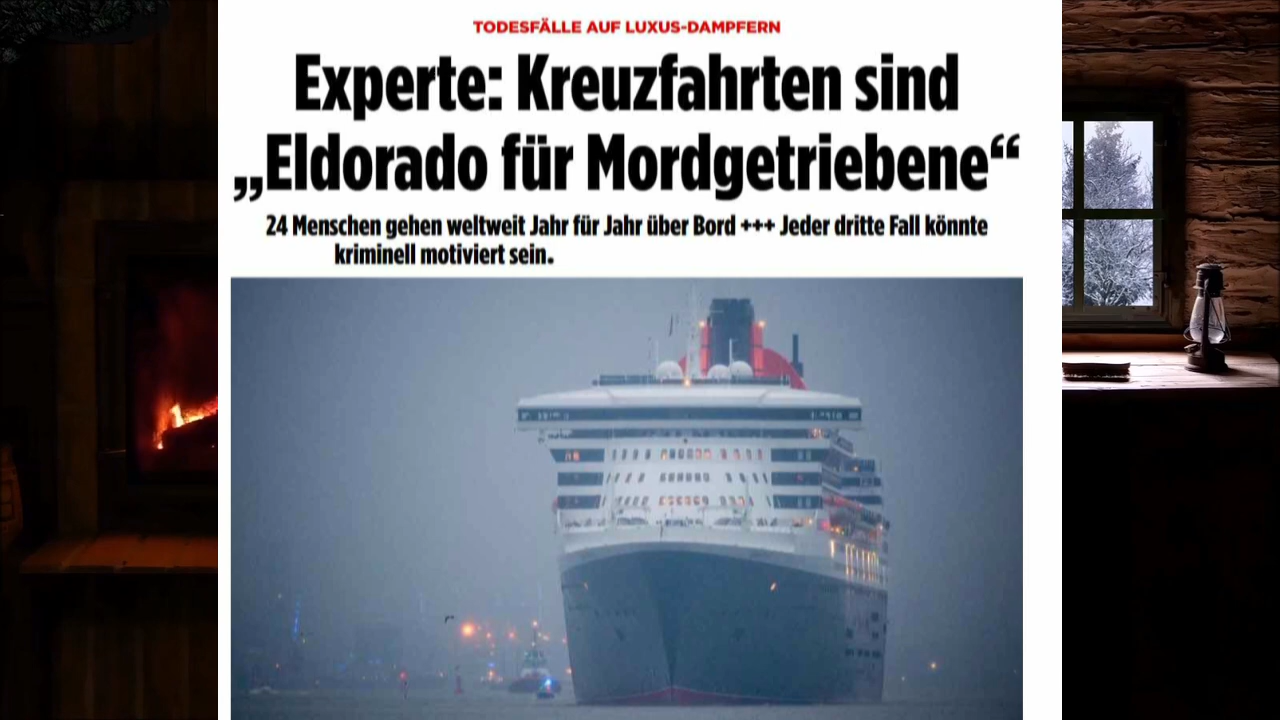 TODESFÄLLE AUF LUXUS-DAMPFERN
Experte: Kreuzfahrten sind
„Eldorado für Mordgetriebene“
24 Menschen gehen weltweit Jahr für Jahr über Bord +++ Jeder dritte Fall könnte
kriminell motiviert sein.